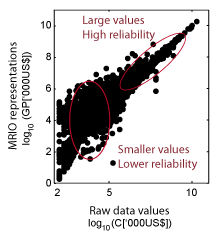 MRIO representations
log10 (GP['000US$])
10
8
6
4
2
0
Large values
High reliability
Smaller values
Lower reliability
2
5
10
Raw data values
log10(C['000US$])